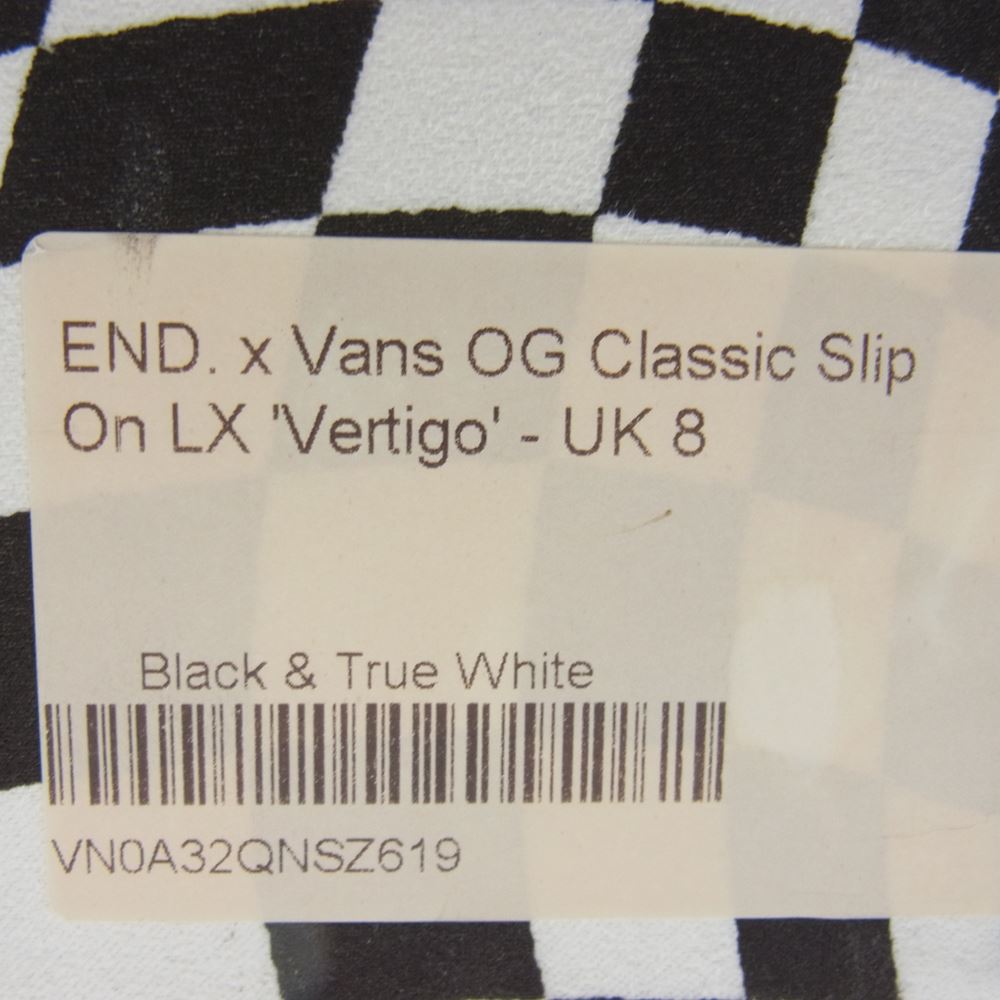 END. x Vans OG Classic Slip
On LX 'Vertigo' - UK 8
Black & True White
VN0A32QNSZ619